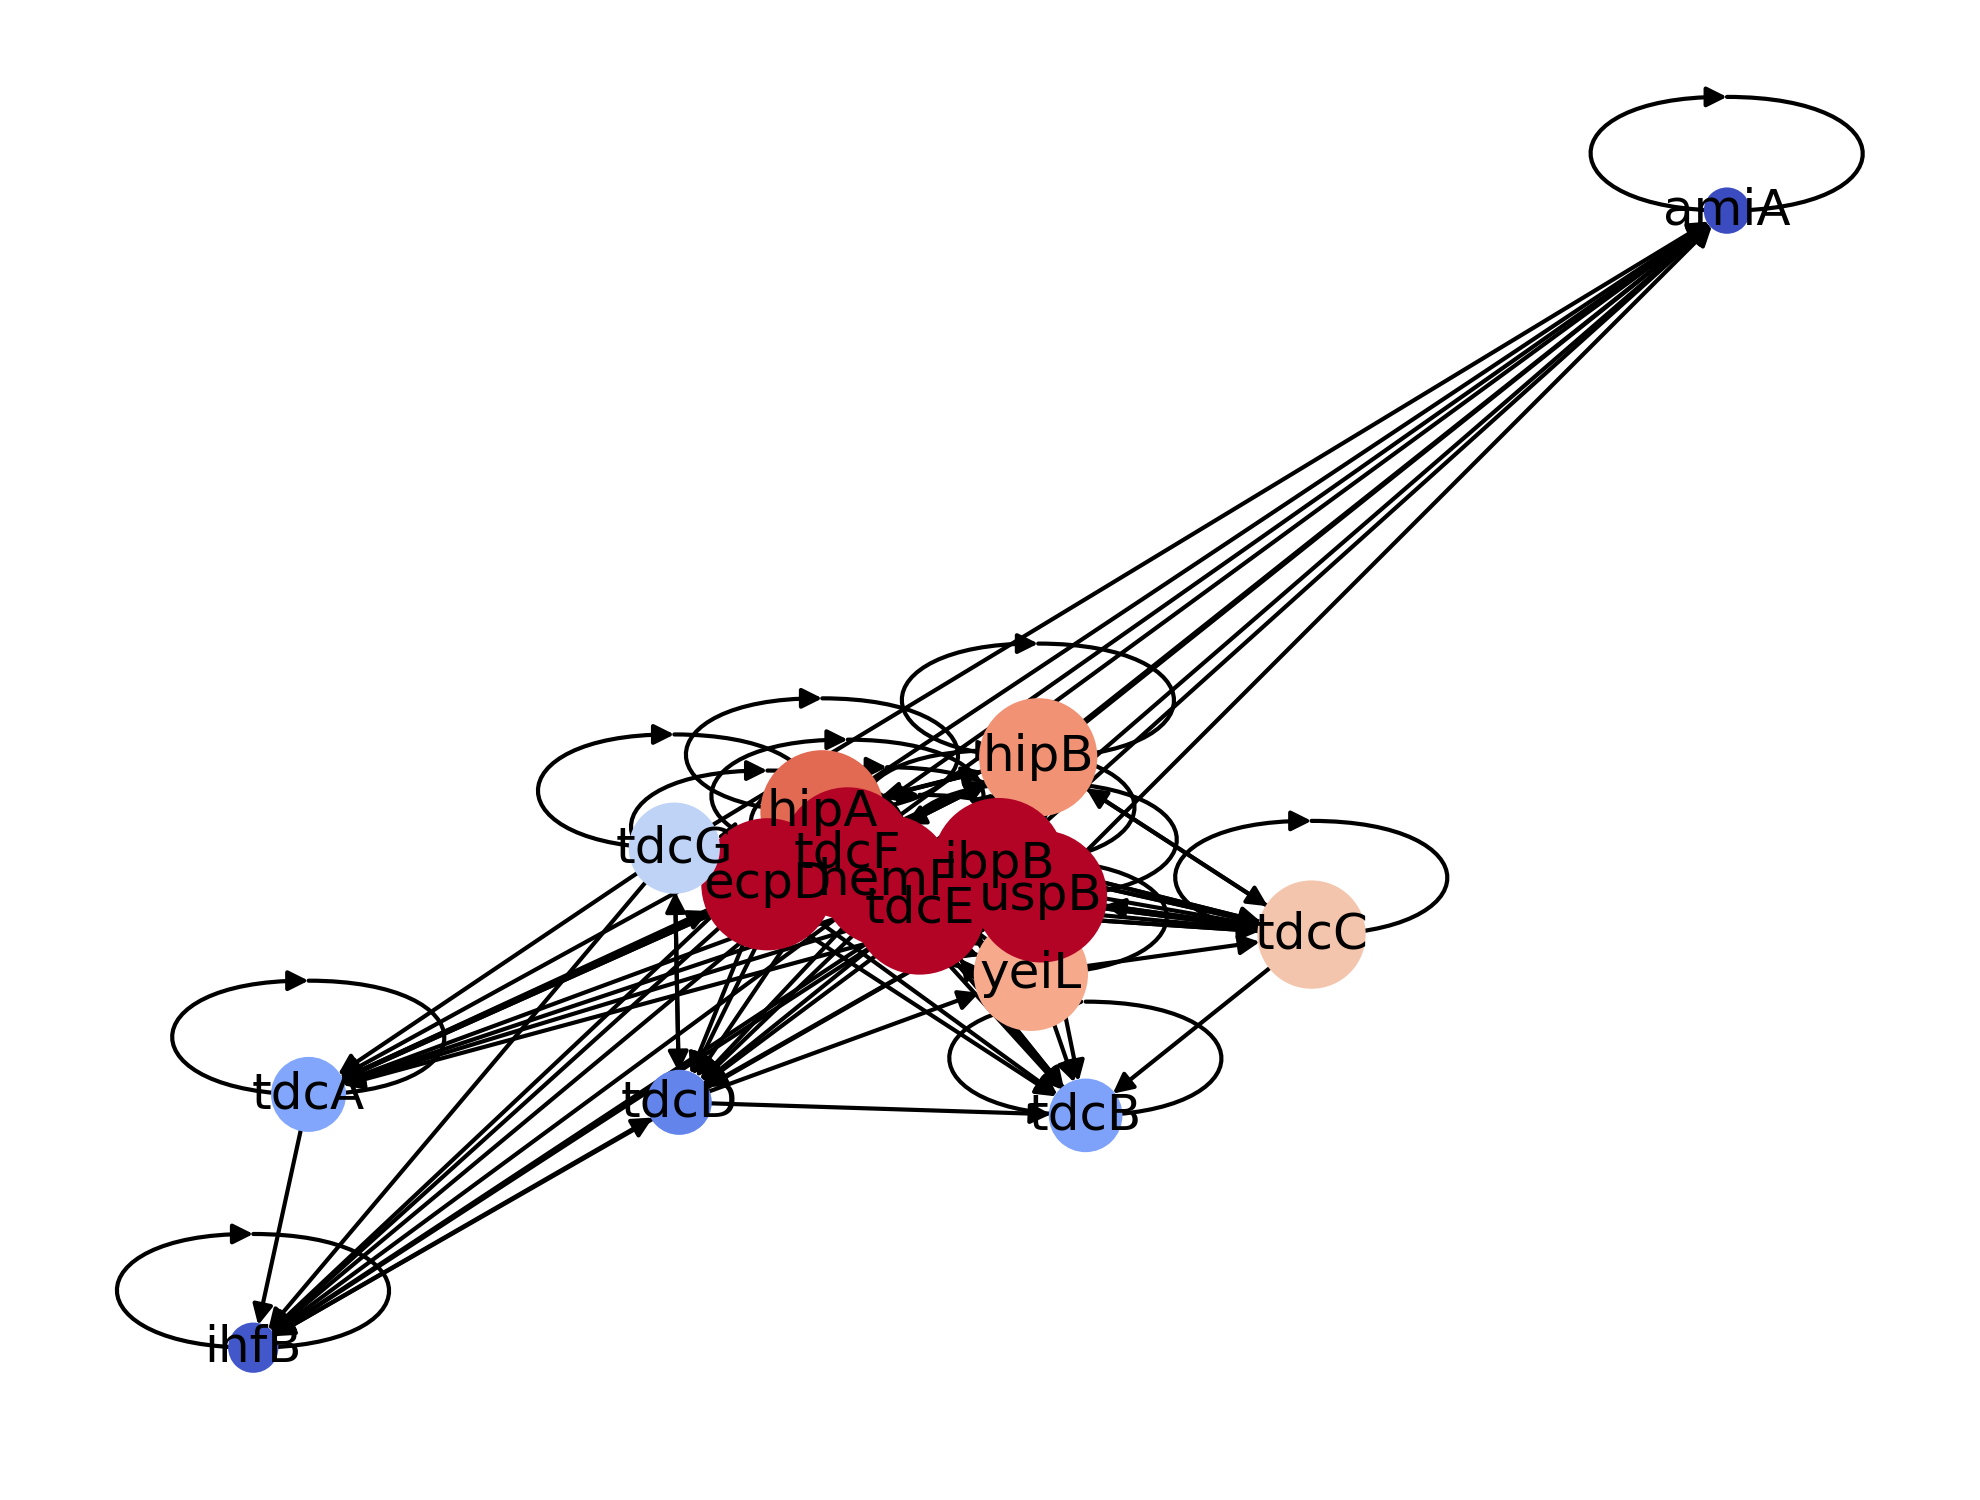 amiA
hipB
hipA
tdcG
tdcF
ibpB
ecpD
hemF
uspB
tdcE
tdcC
yeiL
tdcA
tdcD
tdcB
ihfB